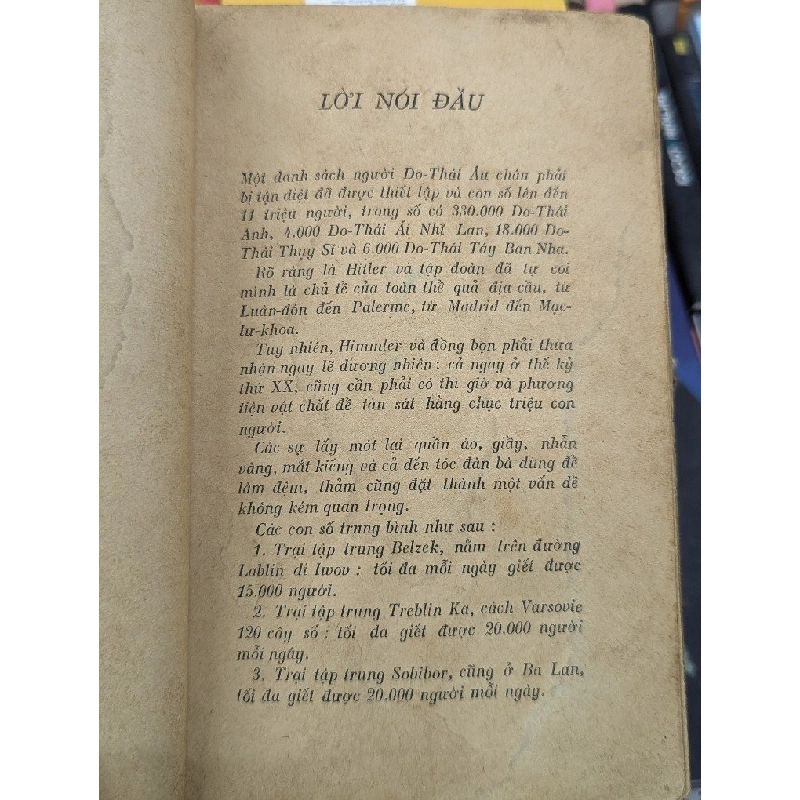 LỜI NÓI ĐẦU
Một danh sách người Do-Thái Âu châu phải
bị tận diệt đã được thiết lập và con số lên đến
11 triệu người, trong số có 330.000 Do-Thái
Anh, 4.000 Do-Thái Ái Nhĩ Lan, 18.000 Do-
Thái Thụy Sĩ và 6.000 Do-Thái Tây Ban Nha.
Rõ ràng là Hitler và tập đoàn đã tự coi
mình là chủ tể của toàn thể quả địa cầu, từ
Luân-đôn đến Palerme, từ Madrid đến Mạc-
tư-khoa.
Tuy nhiên, Himmler và đồng bọn phải thừa
nhận ngay lẽ đương nhiên : cả ngay ở thế kỷ
thứ XX, cũng cần phải có thì giờ và phương
tiện vật chất để tàn sát hàng chục triệu con
người.
Các sự lấy một lại quần áo, giầy, nhẫn
vàng, mắt kiếng và cả đến tóc đàn bà dùng để
làm đệm, thảm cũng đặt thành một vấn đề
không kém quan trọng.
Các con số trung bình như sau :
1. Trại tập trung Belzek, nằm trên đường
Lublin đi Lwov : tối đa mỗi ngày giết được
15.000 người.
2. Trại tập trung Treblin Ka, cách Varsovie
120 cây số : tối đa giết được 20.000 người
mỗi ngày.
3. Trại tập trung Sobibor, cũng ở Ba Lan,
tối đa giết được 20.000 người mỗi ngày.